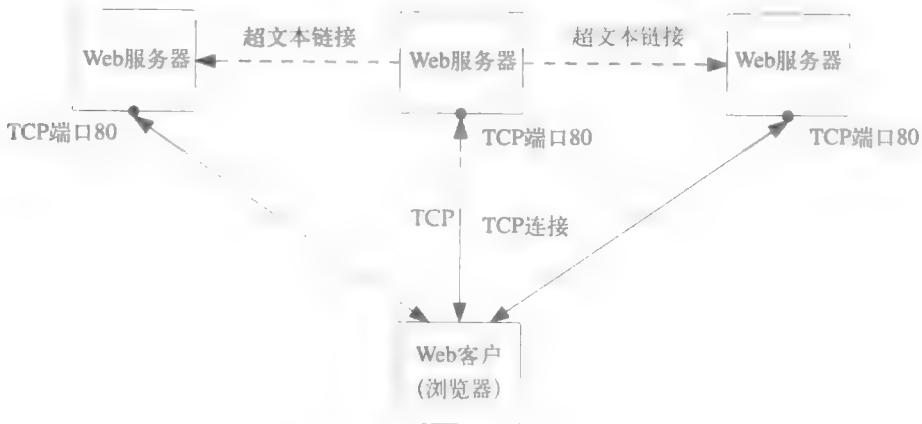 超文本链接
超文本链接
Web服务器
Web服务器
Web服务器
TCP端口80
TCP端口80
TCP端口80
TCP
TCP连接
Web客户
(浏览器)